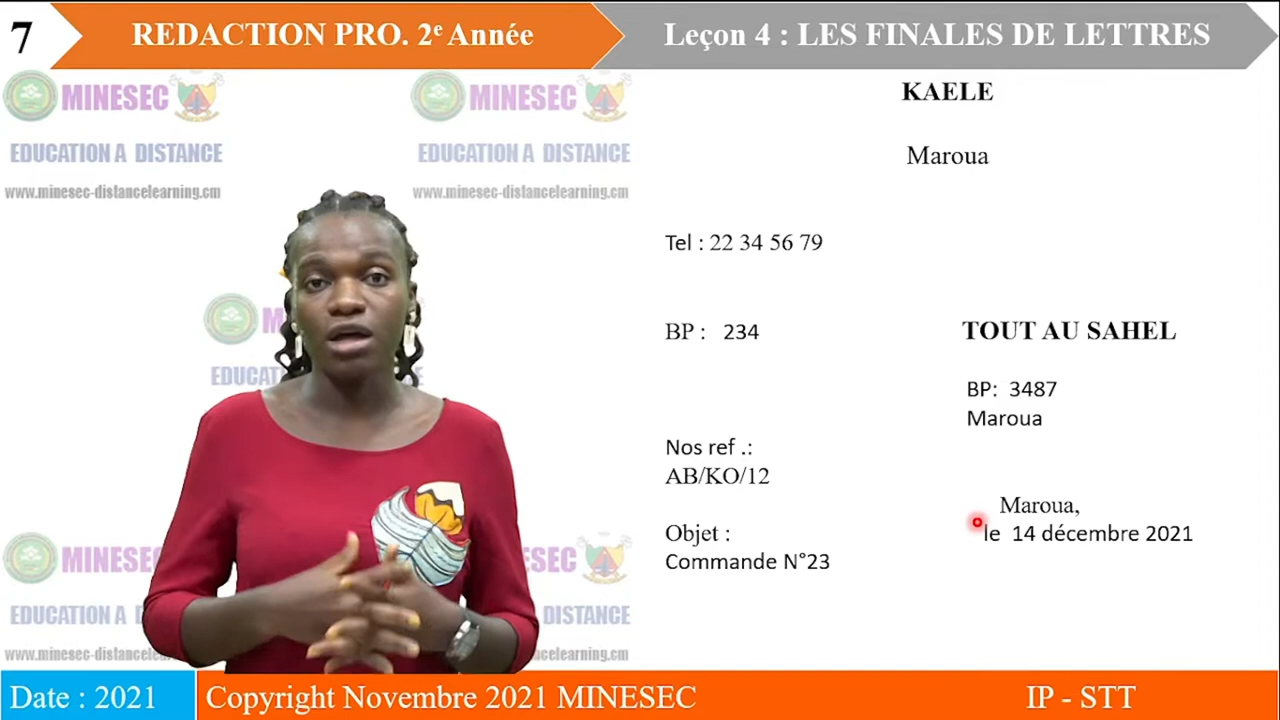 7
REDACTION PRO. 2e Année
Leçon 4 : LES FINALES DE LETTRES
MINESEC
EDUCATION A DISTANCE
www.minesec-distancelearning.cm
MINESEC
EDUCATION A DISTANCE
www.minesec-distancelearning.cm
KAELE
Maroua
Tel : 22 34 56 79
BP : 234
TOUT AU SAHEL
BP: 3487
Maroua
Nos ref .:
AB/KO/12
Maroua,
le 14 décembre 2021
Objet :
Commande N°23
MINESEC
EDUCATION A
DISTANCE
Date : 2021
Copyright Novembre 2021 MINESEC
IP - STT